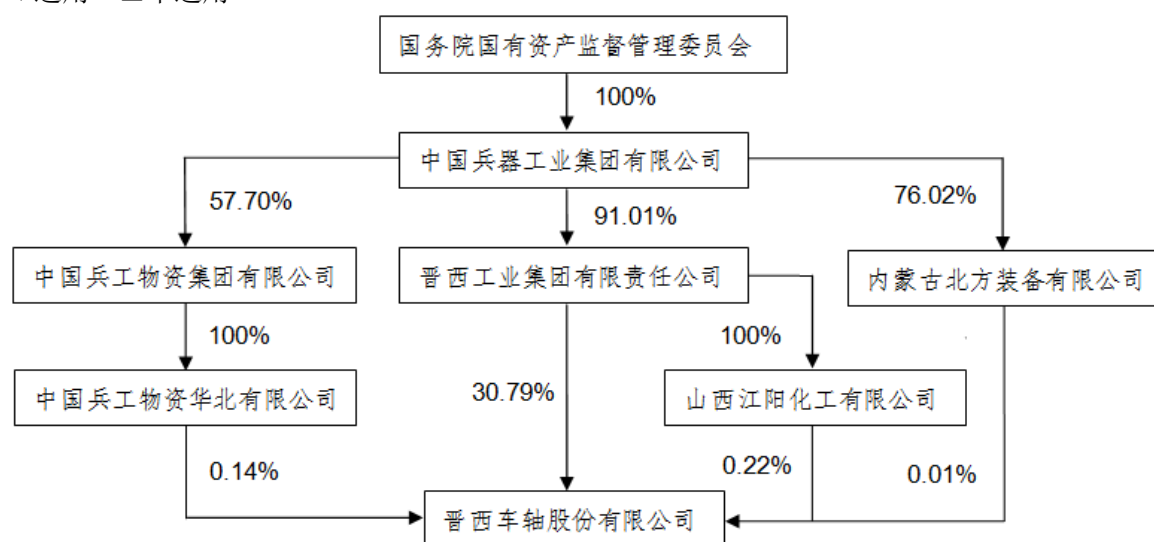 国务院国有资产监督管理委员会
100%
中国兵器工业集团有限公司
57.70%
91.01%
76.02%
中国兵工物资集团有限公司
晋西工业集团有限责任公司
内蒙古北方装备有限公司
100%
100%
中国兵工物资华北有限公司
30.79%
山西江阳化工有限公司
0.14%
0.22%
0.01%
晋西车轴股份有限公司